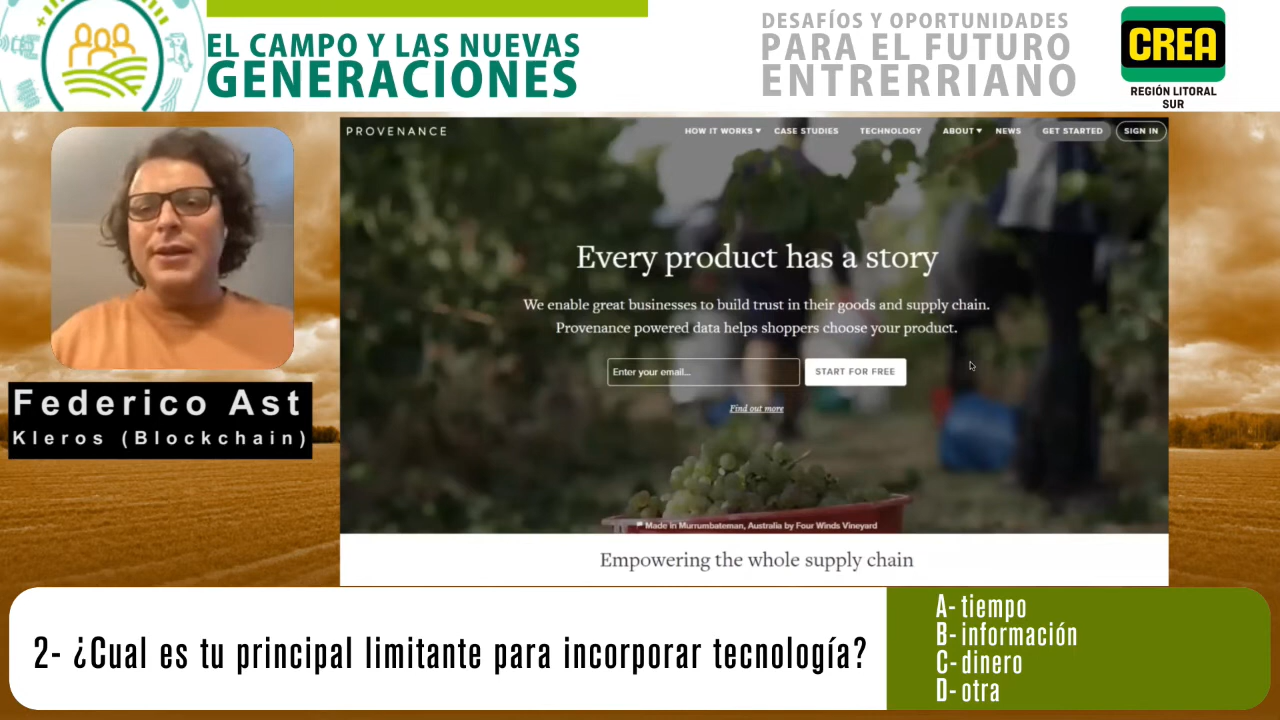 EL CAMPO Y LAS NUEVAS
GENERACIONES
DESAFÍOS Y OPORTUNIDADES
PARA EL FUTURO
ENTRERRIANO
CREA
REGIÓN LITORAL
SUR
PROVENANCE
HOW IT WORKS ▾ CASE STUDIES TECHNOLOGY ABOUT ▾ NEWS GET STARTED SIGN IN
Every product has a story
We enable great businesses to build trust in their goods and supply chain.
Provenance powered data helps shoppers choose your product.
Enter your email... START FOR FREE
Find out more
Made in Murrumbateman, Australia by Four Winds Vineyard
Empowering the whole supply chain
Federico Ast
Kleros (Blockchain)
2- ¿Cual es tu principal limitante para incorporar tecnología?
A- tiempo
B- información
C- dinero
D- otra